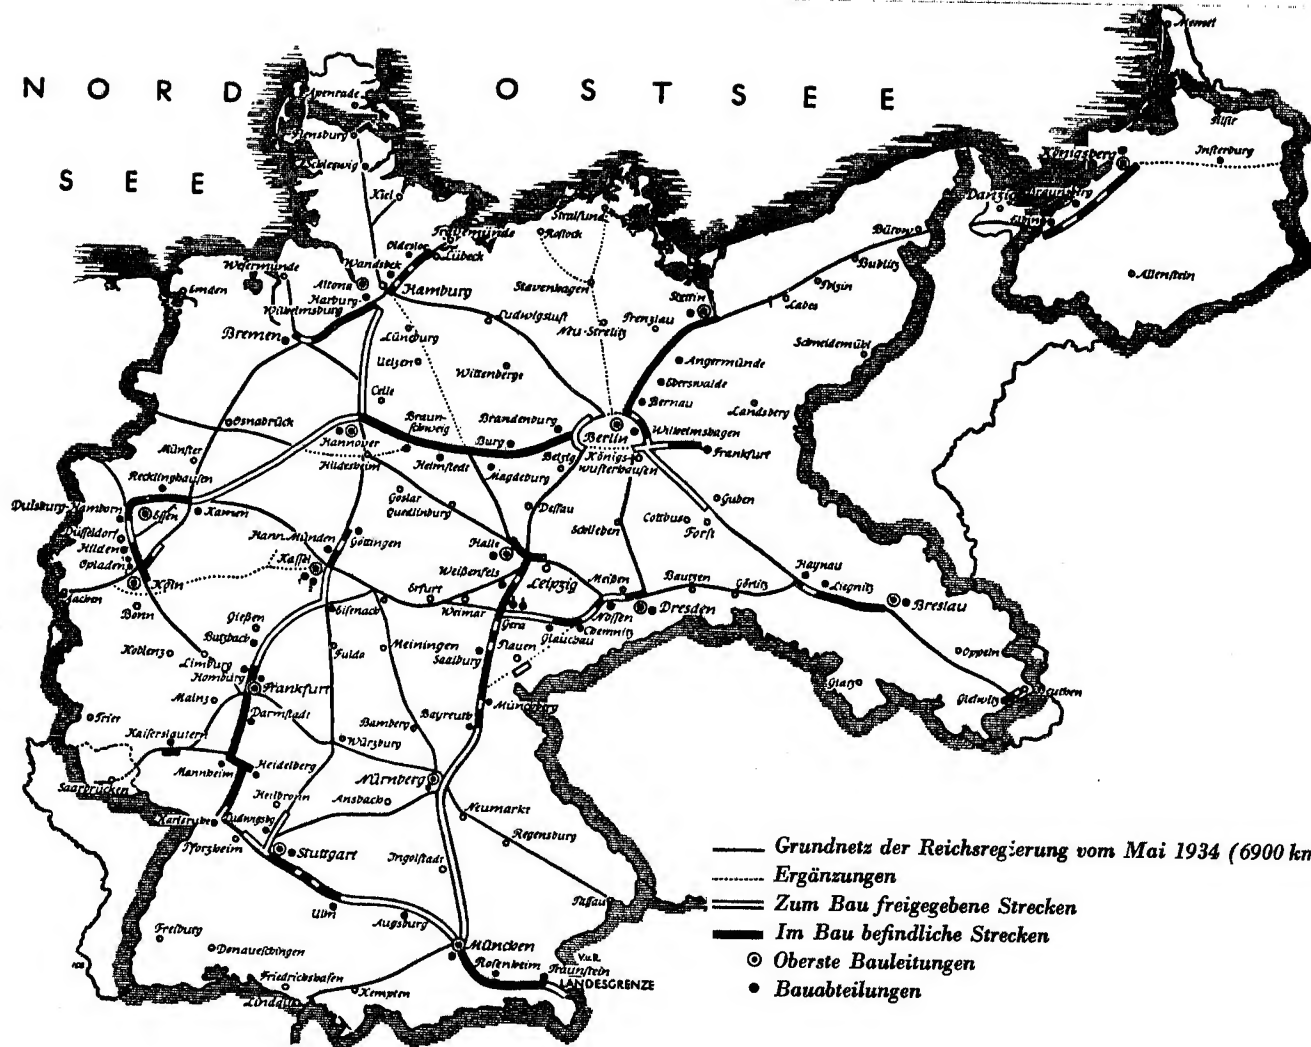 NORD OSTSEE
SEE
Memel
Apenrade
Flensburg
Schleswig
Kiel
Tilsit
Königsberg
Insterburg
Danzig
Braunsberg
Elbing
Allenstein
Stralsund
Rostock
Travemünde
Oldesloe
Lübeck
Wandsbek
Bütow
Bublitz
Polzin
Labes
Wesermünde
Emden
Altona
Hamburg
Harburg-
Wilhelmsburg
Stavenhagen
Stettin
Bremen
Lüneburg
Ludwigslust
Neu-Strelitz
Prenzlau
Schneidemühl
Uelzen
Wittenberge
Angermünde
Eberswalde
Bernau
Landsberg
Celle
Osnabrück
Braun-
schweig
Brandenburg
Berlin
Wilhelmshagen
Hannover
Burg
Münster
Hildesheim
Helmstedt
Magdeburg
Belzig
Königs-
wusterhausen
Frankfurt
Recklinghausen
Goslar
Quedlinburg
Dessau
Guben
Duisburg-Hamborn
Essen
Kamen
Cottbus
Forst
Schlieben
Düsseldorf
Hilden
Opladen
Hann. Münden
Göttingen
Halle
Kassel
Weißenfels
Leipzig
Köln
Meißen
Bautzen
Görlitz
Haynau
Liegnitz
Aachen
Bonn
Eisenach
Erfurt
Weimar
Gera
Nossen
Dresden
Breslau
Gießen
Glauchau
Chemnitz
Butzbach
Koblenz
Limburg
Homburg
Fulda
Meiningen
Saalburg
Plauen
Oppeln
Glatz
Gleiwitz
Beuthen
Mainz
Frankfurt
Trier
Darmstadt
Bamberg
Bayreuth
Münchberg
Kaiserslautern
Würzburg
Mannheim
Heidelberg
Saarbrücken
Heilbronn
Nürnberg
Ansbach
Neumarkt
Karlsruhe
Ludwigsbg
Regensburg
Pforzheim
Stuttgart
Ingolstadt
Ulm
Augsburg
Passau
Freiburg
Donaueschingen
München
Rosenheim
Traunstein
V.u.R.
LANDESGRENZE
Friedrichshafen
Lindau
Kempten
Grundnetz der Reichsregierung vom Mai 1934 (6900 km
Ergänzungen
Zum Bau freigegebene Strecken
Im Bau befindliche Strecken
Oberste Bauleitungen
Bauabteilungen